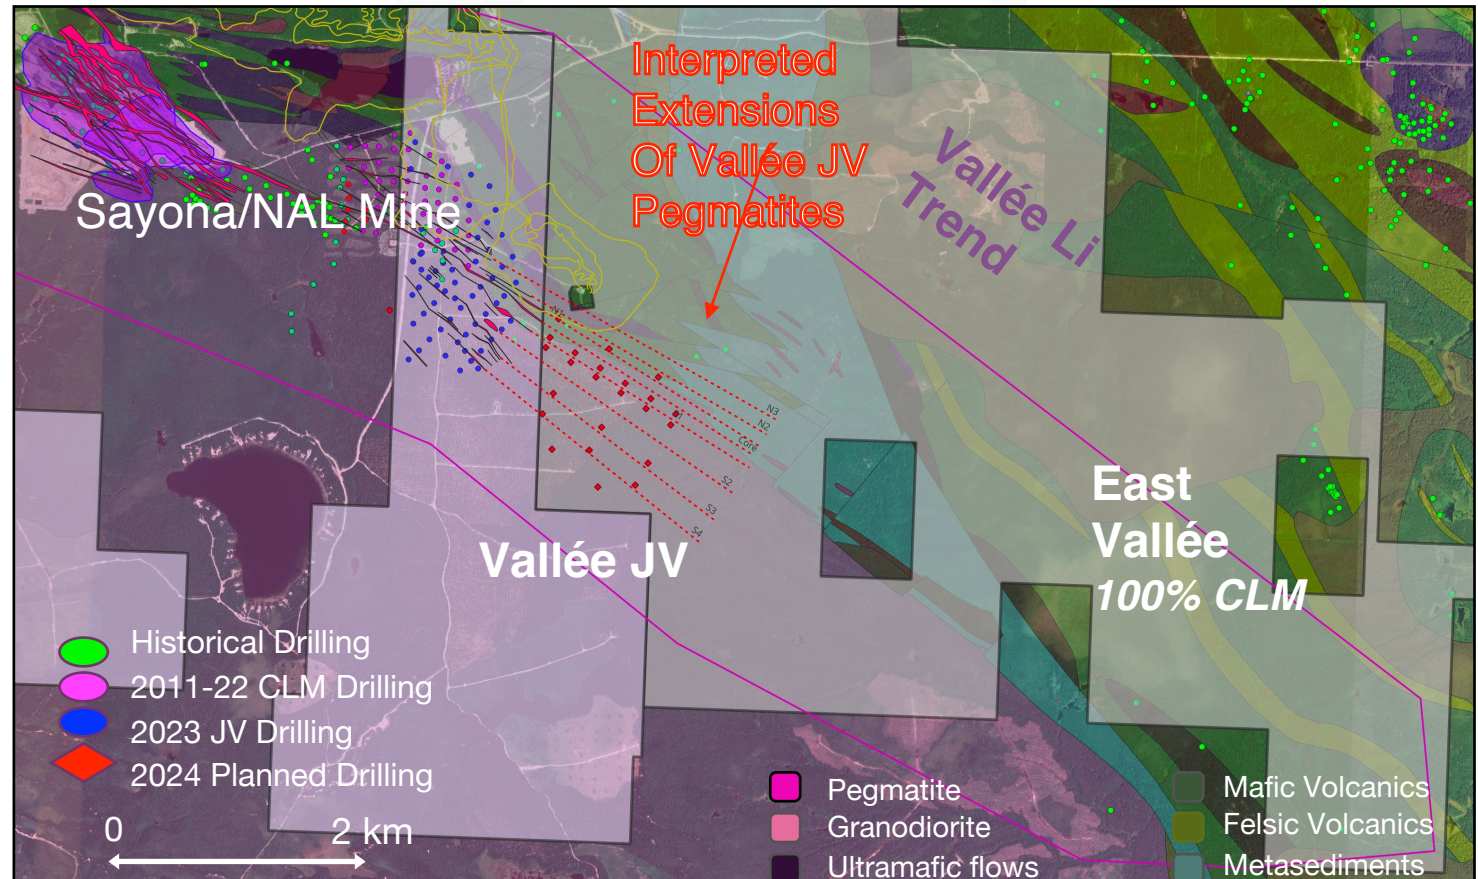 Interpreted
Extensions
Of Vallée JV
Pegmatites
Vallée Li
Trend
Sayona/NAL Mine
N1
N3
N2
Core
S2
S3
S4
East
Vallée
100% CLM
Vallée JV
Historical Drilling
2011-22 CLM Drilling
2023 JV Drilling
2024 Planned Drilling
0
2 km
Pegmatite
Granodiorite
Ultramafic flows
Mafic Volcanics
Felsic Volcanics
Metasediments